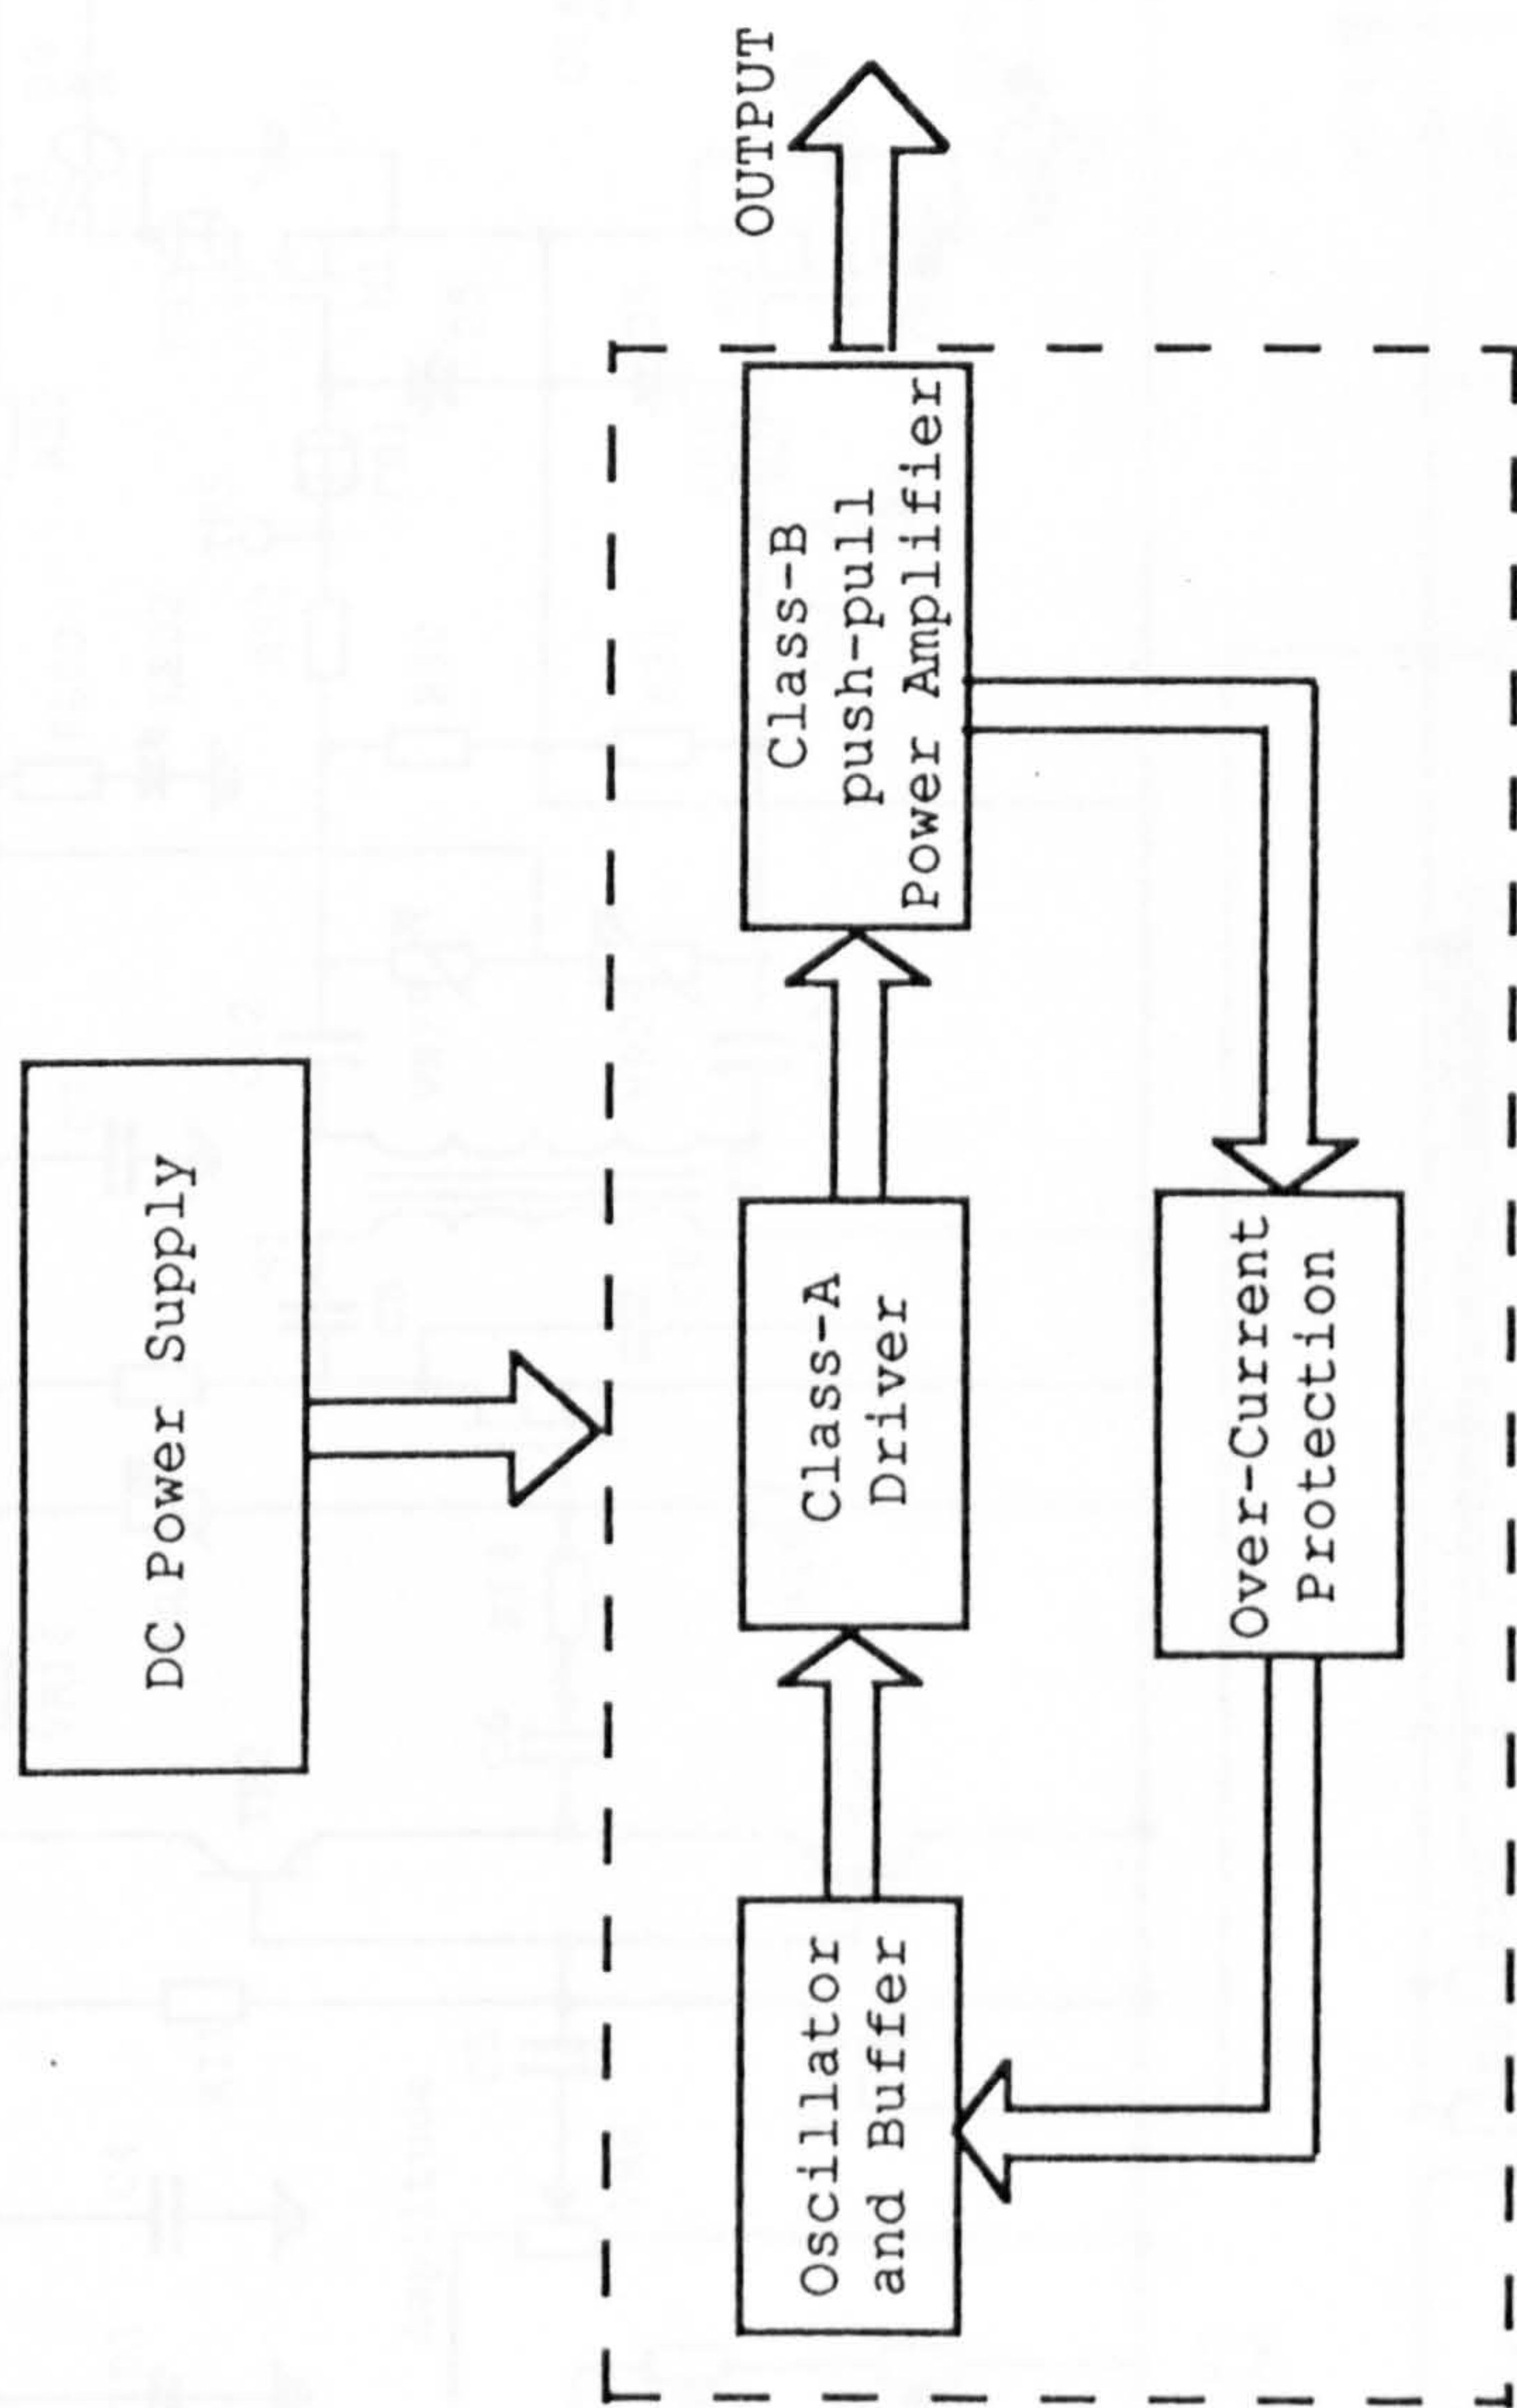 DC Power Supply
Oscillator
and Buffer
Class-A
Driver
Class-B
push-pull
Power Amplifier
OUTPUT
Over-Current
Protection